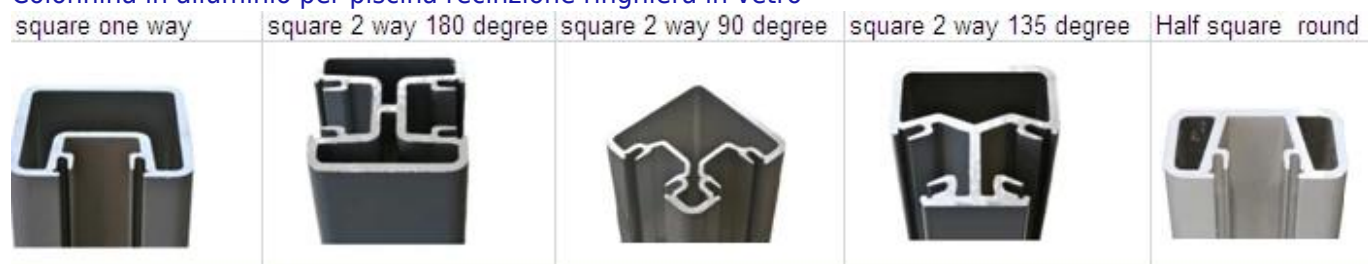 Colonnina in alluminio per piscina recinzione ringhiera in vetro
square one way
square 2 way 180 degree
square 2 way 90 degree
square 2 way 135 degree
Half square round